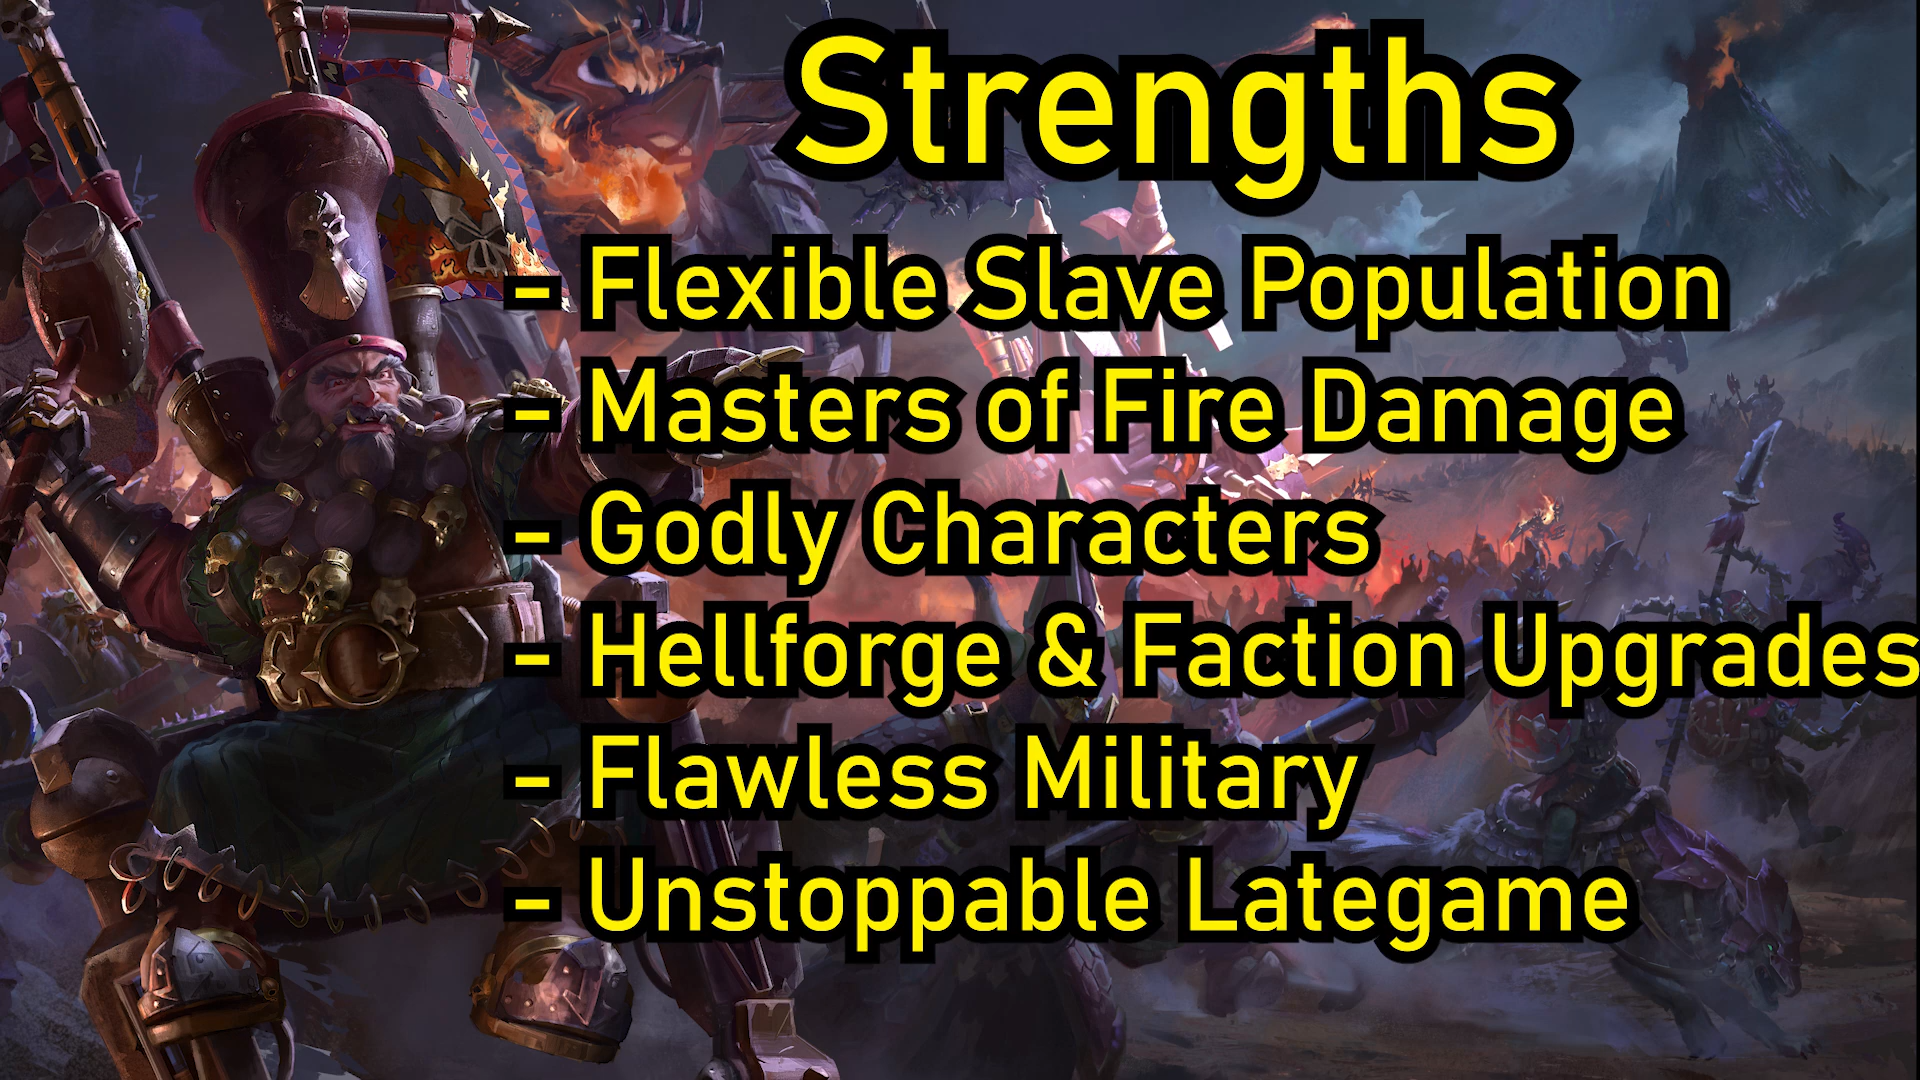 Strengths
- Flexible Slave Population
- Masters of Fire Damage
- Godly Characters
- Hellforge & Faction Upgrades
- Flawless Military
- Unstoppable Lategame